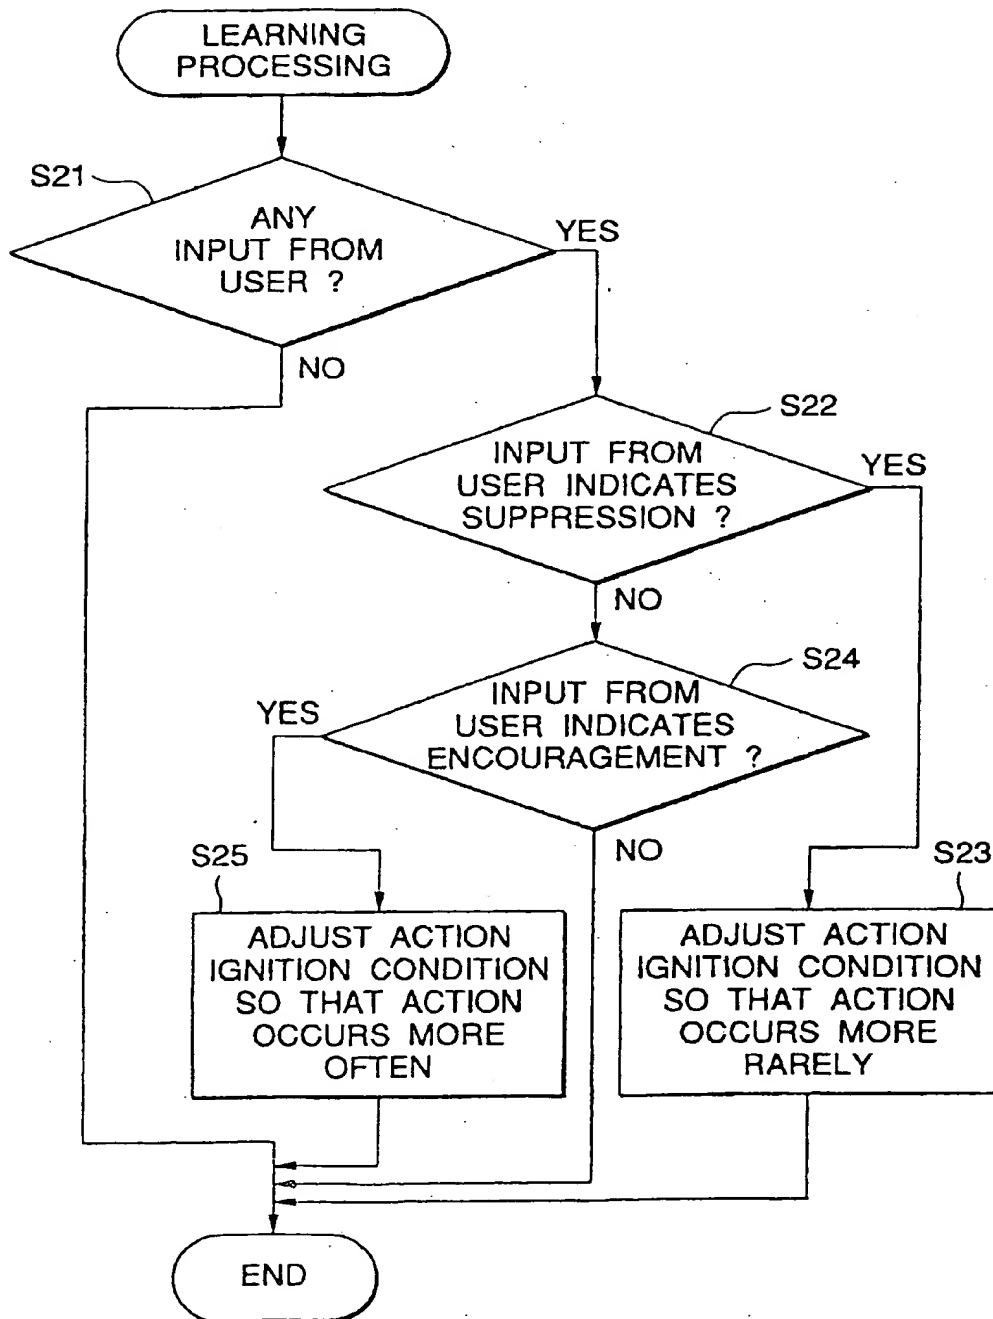 LEARNING
PROCESSING
S21
ANY
INPUT FROM
USER ?
YES
NO
S22
INPUT FROM
USER INDICATES
SUPPRESSION ?
YES
NO
S24
INPUT FROM
USER INDICATES
ENCOURAGEMENT ?
YES
NO
S25
ADJUST ACTION
IGNITION CONDITION
SO THAT ACTION
OCCURS MORE
OFTEN
S23
ADJUST ACTION
IGNITION CONDITION
SO THAT ACTION
OCCURS MORE
RARELY
END